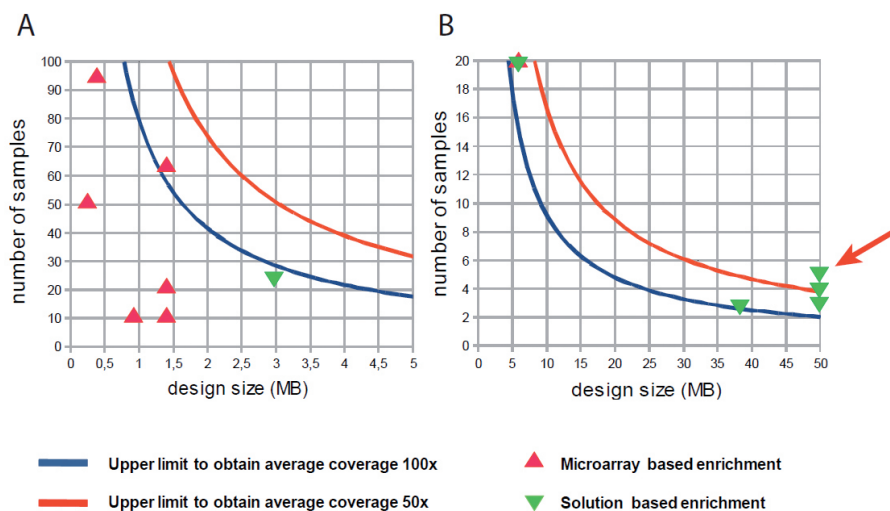 A
B
100
90
80
70
60
50
40
30
20
10
0
number of samples
0 0,5 1 1,5 2 2,5 3 3,5 4 4,5 5
design size (MB)
20
18
16
14
12
10
8
6
4
2
0
number of samples
0 5 10 15 20 25 30 35 40 45 50
design size (MB)
Upper limit to obtain average coverage 100x
Upper limit to obtain average coverage 50x
Microarray based enrichment
Solution based enrichment